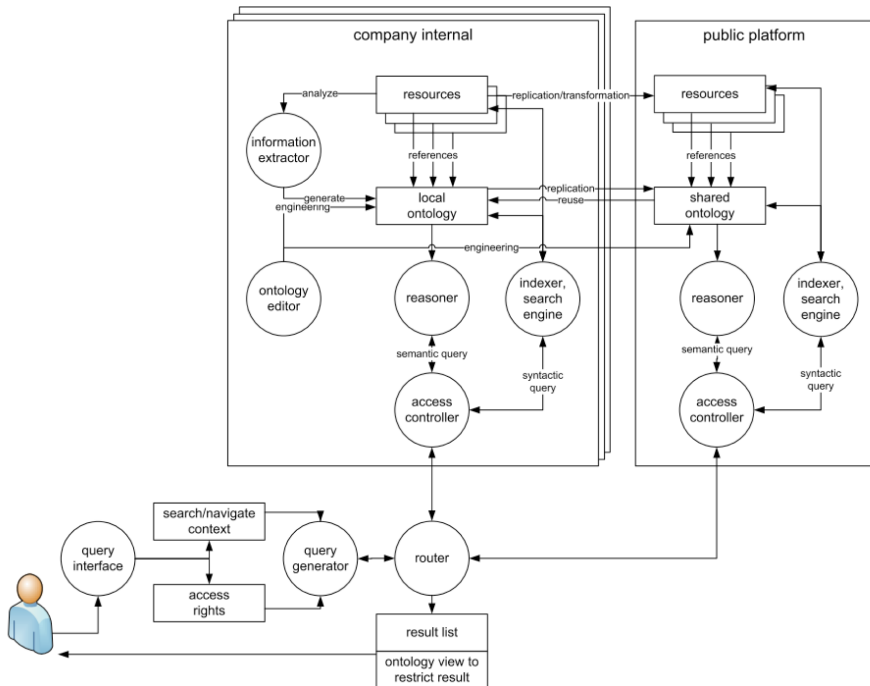 company internal
public platform
analyze
resources
replication/transformation
resources
information
extractor
references
references
generate
engineering
local
ontology
replication
reuse
shared
ontology
engineering
ontology
editor
reasoner
indexer,
search
engine
reasoner
indexer,
search
engine
semantic query
syntactic
query
semantic query
syntactic
query
access
controller
access
controller
search/navigate
context
query
interface
query
generator
router
access
rights
result list
ontology view to
restrict result